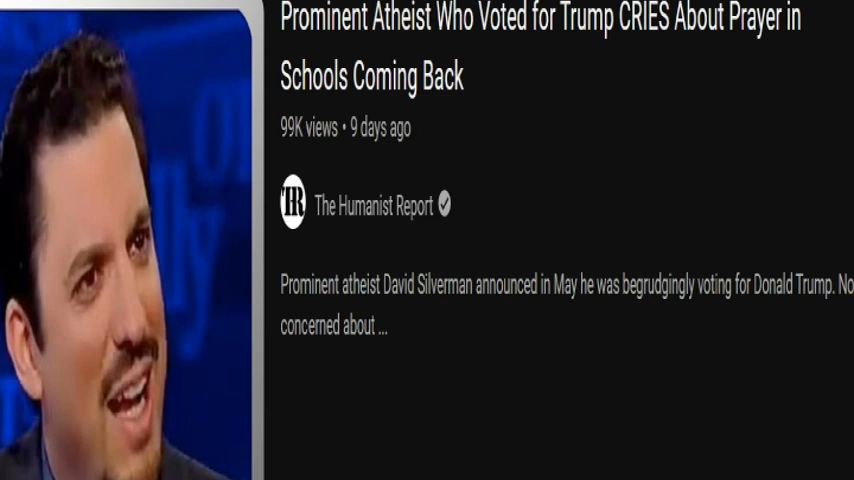 Prominent Atheist Who Voted for Trump CRIES About Prayer in
Schools Coming Back
99K views • 9 days ago
HR
The Humanist Report
Prominent atheist David Silverman announced in May he was begrudgingly voting for Donald Trump. No
concerned about ...